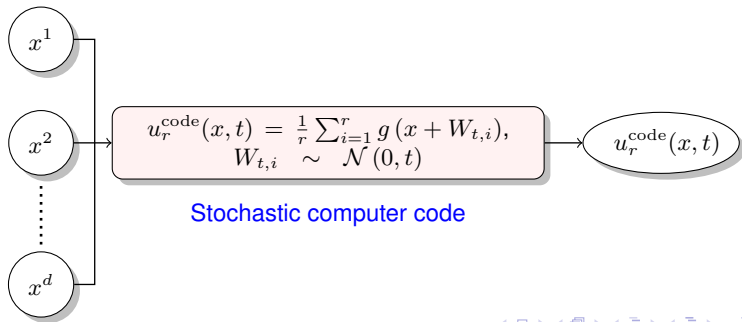 x^1
x^2
x^d
u_r^code(x, t) = 1/r ∑_{i=1}^r g (x + W_{t,i}),
W_{t,i} ∼ 𝒩 (0, t)
Stochastic computer code
u_r^code(x, t)